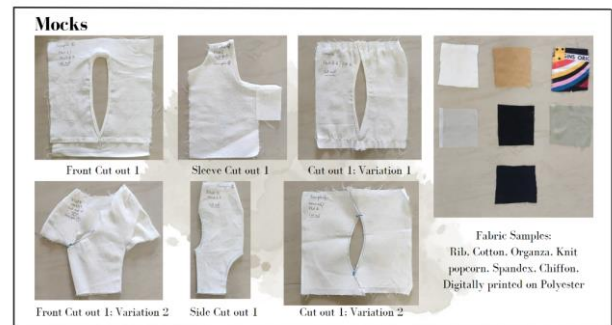 Mocks
Front Cut out 1
Sleeve Cut out 1
Cut out 1: Variation 1
Front Cut out 1: Variation 2
Side Cut out 1
Cut out 1: Variation 2
Fabric Samples:
Rib. Cotton. Organza. Knit
popcorn. Spandex. Chiffon.
Digitally printed on Polyester